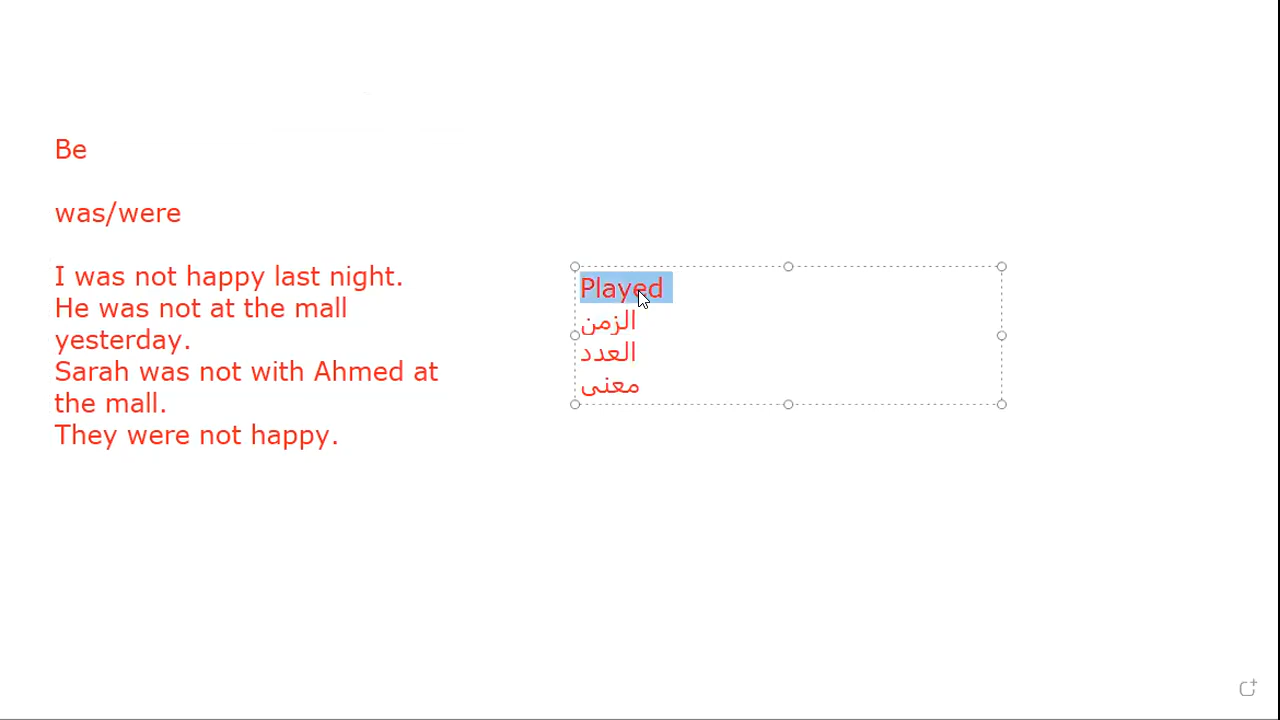 Be
was/were
I was not happy last night.
He was not at the mall
yesterday.
Sarah was not with Ahmed at
the mall.
They were not happy.
Played
الزمن
العدد
معنى